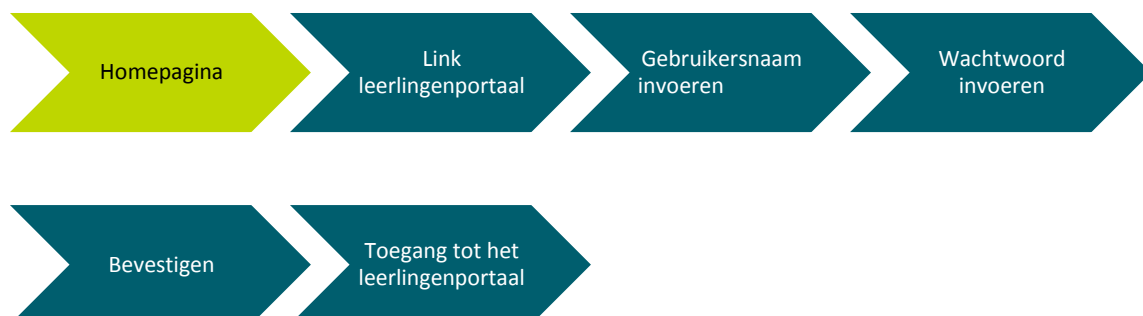 Homepagina
Link
leerlingenportaal
Gebruikersnaam
invoeren
Wachtwoord
invoeren
Bevestigen
Toegang tot het
leerlingenportaal